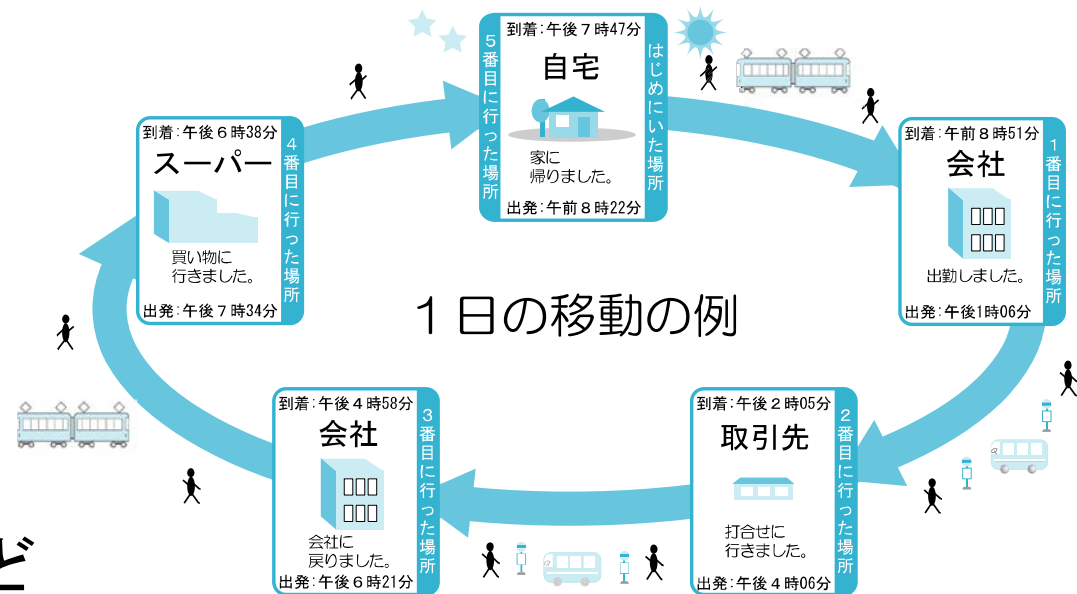 到着:午後7時47分
自宅
家に
帰りました。
出発:午前8時22分
はじめにいた場所
5番目に行った場所
到着:午前8時51分
会社
出勤しました。
出発:午後1時06分
1番目に行った場所
到着:午後2時05分
取引先
打合せに
行きました。
出発:午後4時06分
2番目に行った場所
到着:午後4時58分
会社
会社に
戻りました。
出発:午後6時21分
3番目に行った場所
到着:午後6時38分
スーパー
買い物に
行きました。
出発:午後7時34分
4番目に行った場所
1日の移動の例
ど